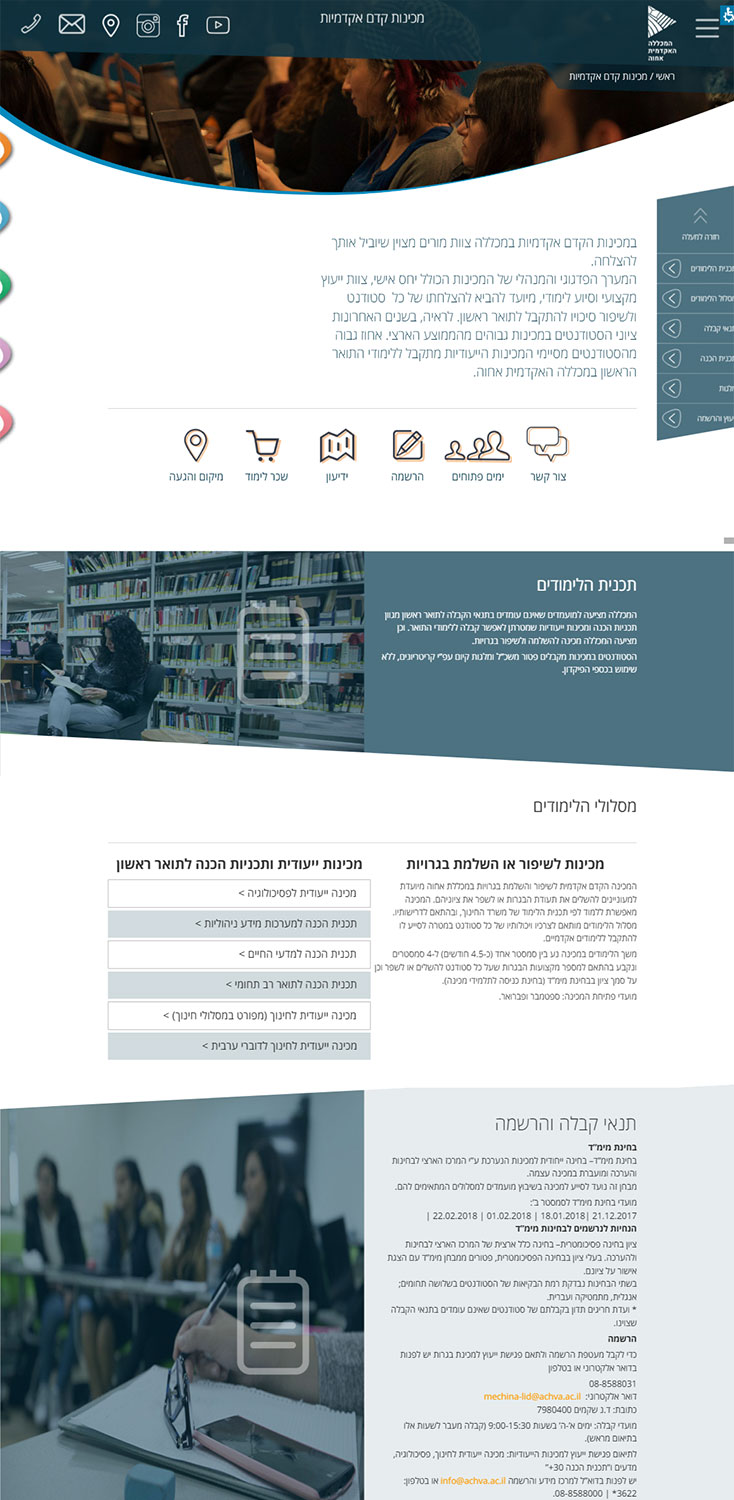 מכינות קדם אקדמיות
המכללה
האקדמית
אחוה
ראשי / מכינות קדם אקדמיות
חזרה למעלה
תכנית הלימודים
מסלול הלימודים
תנאי קבלה
תכנית הכנה
מלגות
יעוץ והרשמה
במכינות הקדם אקדמיות במכללה צוות מורים מצוין שיוביל אותך
להצלחה.
המערך הפדגוגי והמנהלי של המכינות הכולל יחס אישי, צוות ייעוץ
מקצועי וסיוע לימודי, מיועד להביא להצלחתו של כל סטודנט
ולשיפור סיכויו להתקבל לתואר ראשון. לראיה, בשנים האחרונות
ציוני הסטודנטים במכינות גבוהים מהממוצע הארצי. אחוז גבוה
מהסטודנטים מסיימי המכינות הייעודיות מתקבל ללימודי התואר
הראשון במכללה האקדמית אחוה.
צור קשר
ימים פתוחים
הרשמה
ידיעון
שכר לימוד
מיקום והגעה
תכנית הלימודים
המכללה מציעה למועמדים שאינם עומדים בתנאי הקבלה לתואר ראשון מגוון
תכניות הכנה ומכינות ייעודיות שמטרתן לאפשר קבלה ללימודי התואר. וכן
מציעה המכללה מכינה להשלמה ולשיפור בגרויות.
הסטודנטים במכינות מקבלים פטור משכ"ל ומלגות קיום עפ"י קריטריונים, ללא
שימוש בכספי הפיקדון.
מסלולי הלימודים
מכינות לשיפור או השלמת בגרויות
המכינה הקדם אקדמית לשיפור והשלמת בגרויות במכללת אחוה מיועדת
למעוניינים להשלים את תעודת הבגרות או לשפר את ציוניהם. המכינה
מאפשרת ללמוד לפי תכנית הלימוד של משרד החינוך, ובהתאם לדרישותיו.
מסלול הלימודים מותאם לצרכיו ויכולותיו של כל סטודנט במטרה לסייע לו
להתקבל ללימודים אקדמיים.
משך הלימודים במכינה נע בין סמסטר אחד (כ-4.5 חודשים) ל-4 סמסטרים
ונקבע בהתאם למספר מקצועות הבגרות שעל כל סטודנט להשלים או לשפר וכן
על סמך ציון בבחינת מימ"ד (בחינת כניסה לתלמידי מכינה).
מועדי פתיחת המכינה: ספטמבר ופברואר.
מכינות ייעודית ותכניות הכנה לתואר ראשון
מכינה ייעודית לפסיכולוגיה >
תכנית הכנה למערכות מידע ניהוליות >
תכנית הכנה למדעי החיים >
תכנית הכנה לתואר רב תחומי >
מכינה ייעודית לחינוך (מפורט במסלולי חינוך) >
מכינה ייעודית לחינוך לדוברי ערבית >
תנאי קבלה והרשמה
בחינת מימ"ד
בחינת מימ"ד– בחינה ייחודית למכינות הנערכת ע"י המרכז הארצי לבחינות
והערכה ומועברת במכינה עצמה.
מבחן זה נועד לסייע למכינה בשיבוץ מועמדים למסלולים המתאימים להם.
מועדי בחינת מימ"ד לסמסטר ב':
21.12.2017 | 18.01.2018 | 01.02.2018 | 22.02.2018 |
הנחיות לנרשמים לבחינות מימ"ד
ציון בחינה פסיכומטרית– בחינה כלל ארצית של המרכז הארצי לבחינות
ולהערכה. בעלי ציון בבחינה הפסיכומטרית, פטורים ממבחן מימ"ד עם הצגת
אישור על ציונם.
בשתי הבחינות נבדקת רמת הבקיאות של הסטודנטים בשלושה תחומים;
אנגלית, מתמטיקה ועברית.
* ועדת חריגים תדון בקבלתם של סטודנטים שאינם עומדים בתנאי הקבלה
שצוינו.
הרשמה
כדי לקבל מעטפת הרשמה ולתאם פגישת ייעוץ למכינת בגרות יש לפנות
בדואר אלקטרוני או בטלפון
08-8588031
דואר אלקטרוני: mechina-lid@achva.ac.il
כתובת: ד.נ שקמים 7980400
מועדי קבלה: ימים א'-ה' בשעות 9:00-15:30 (קבלה מעבר לשעות אלו
בתיאום מראש).
לתיאום פגישת ייעוץ למכינות הייעודיות: מכינה ייעודית לחינוך, פסיכולוגיה,
מדעים ו"תכנית הכנה 30+"
יש לפנות בדוא"ל למרכז מידע והרשמה info@achva.ac.il או בטלפון:
3622* | 08-8588000.